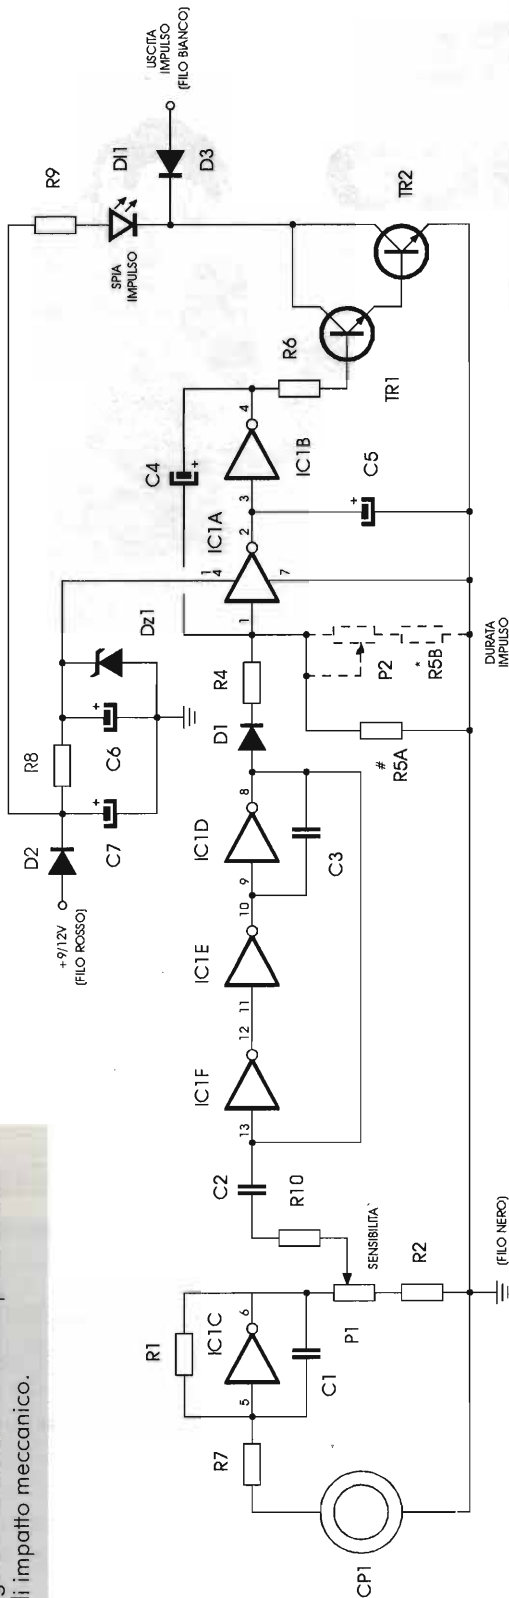 li impatto meccanico.
CP1
R7
R1
5
IC1C
6
C1
P1
SENSIBILITA`
R2
(FILO NERO)
R10
C2
13
IC1F
12
11
IC1E
10
9
IC1D
8
C3
D1
R4
1
IC1A
2
14
7
3
IC1B
4
C4
+
C5
+
R6
TR1
TR2
#
R5A
P2
*
R5B
DURATA
IMPULSO
+9/12V
(FILO ROSSO)
D2
C7
+
R8
C6
+
Dz1
R9
DI1
SPIA
IMPULSO
D3
USCITA
IMPULSO
(FILO BIANCO)